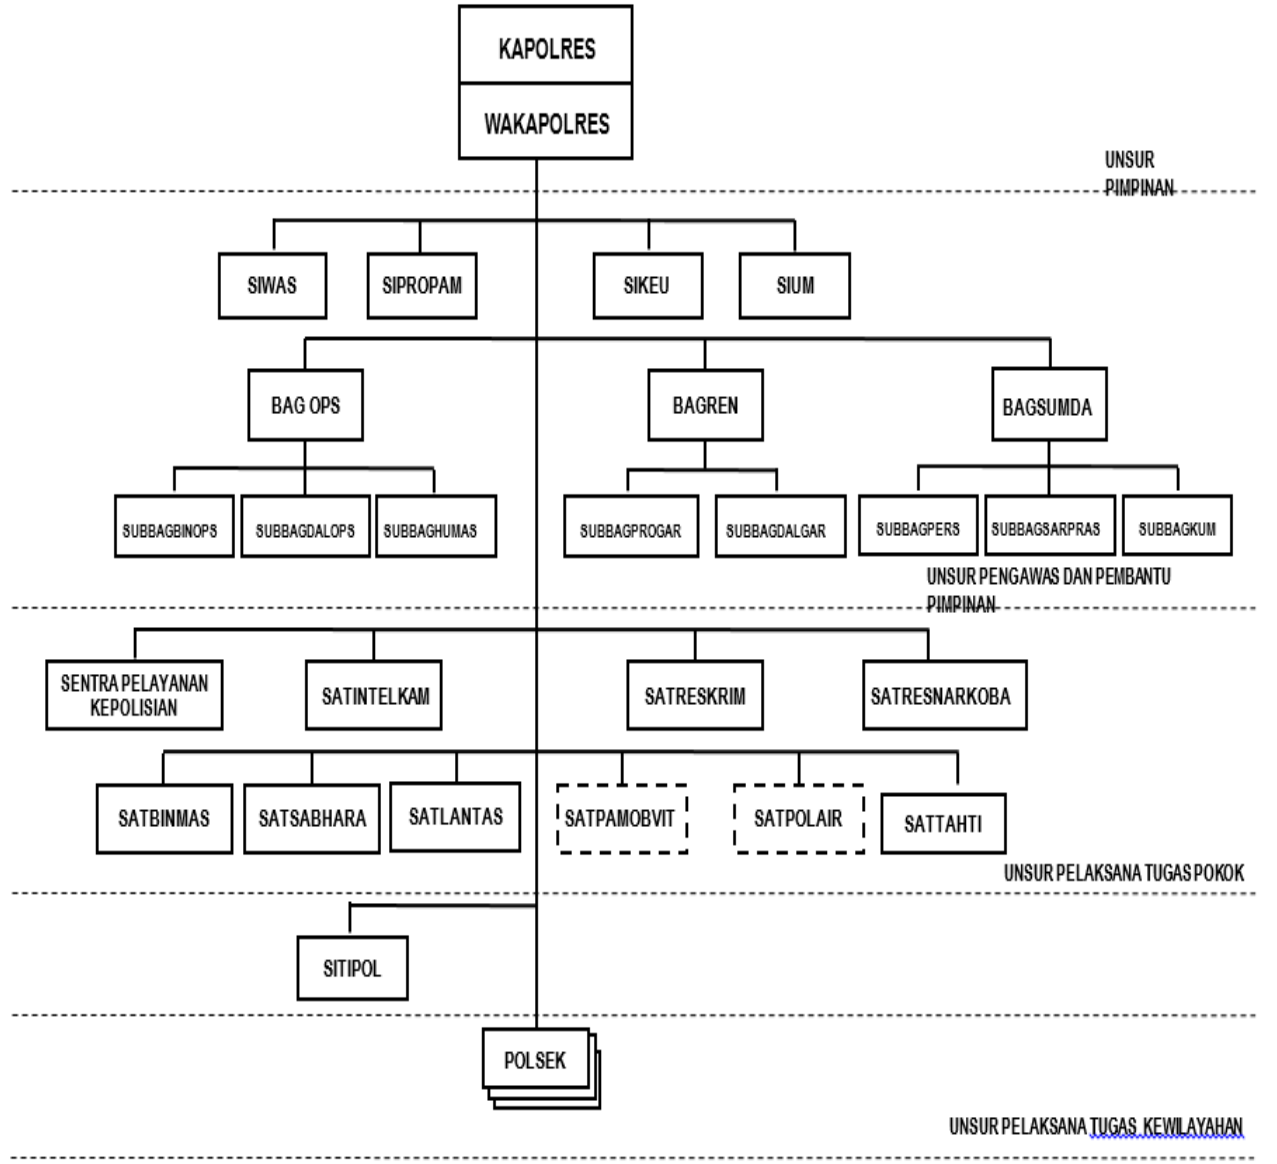 KAPOLRES
WAKAPOLRES
UNSUR
PIMPINAN
SIWAS
SIPROPAM
SIKEU
SIUM
BAG OPS
BAGREN
BAGSUMDA
SUBBAGBINOPS
SUBBAGDALOPS
SUBBAGHUMAS
SUBBAGPROGAR
SUBBAGDALGAR
SUBBAGPERS
SUBBAGSARPRAS
SUBBAGKUM
UNSUR PENGAWAS DAN PEMBANTU
PIMPINAN
SENTRA PELAYANAN
KEPOLISIAN
SATINTELKAM
SATRESKRIM
SATRESNARKOBA
SATBINMAS
SATSABHARA
SATLANTAS
SATPAMOBVIT
SATPOLAIR
SATTAHTI
UNSUR PELAKSANA TUGAS POKOK
SITIPOL
POLSEK
UNSUR PELAKSANA TUGAS KEWILAYAHAN